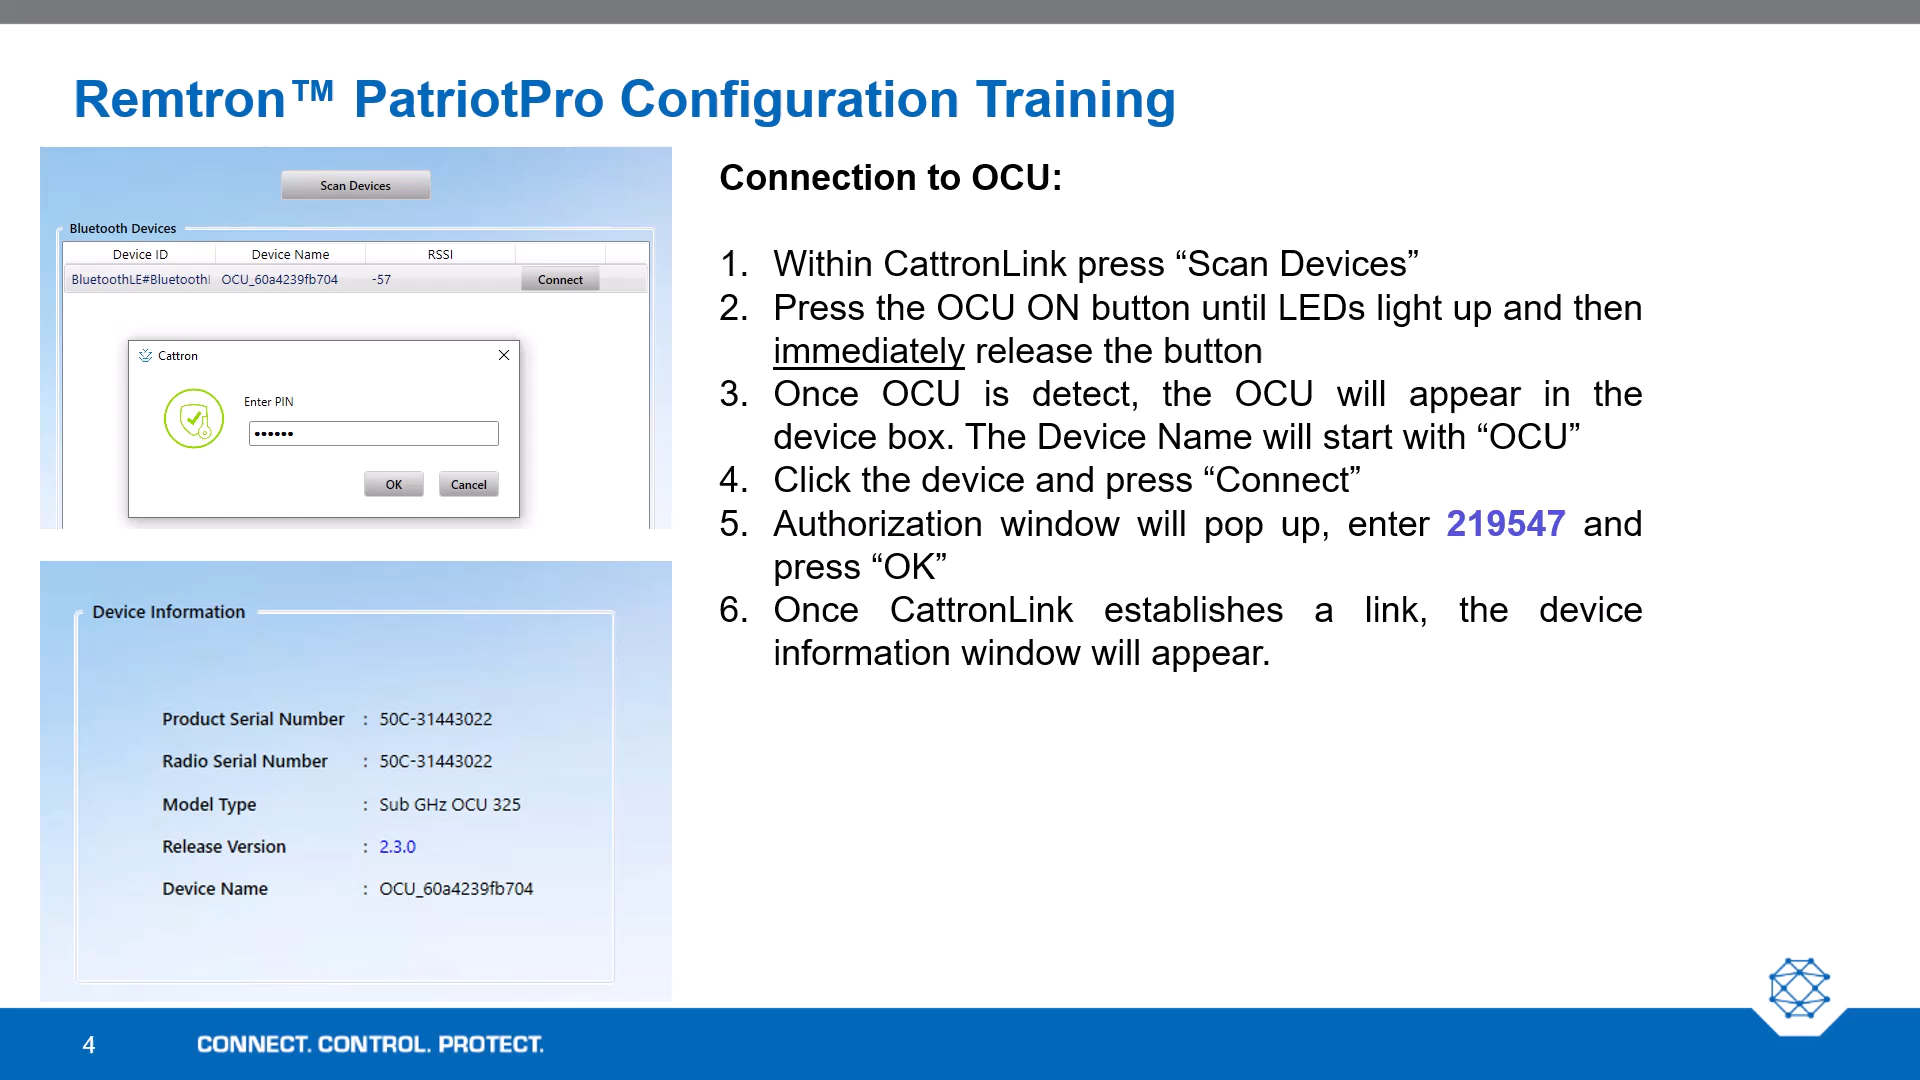 Remtron™ PatriotPro Configuration Training
Scan Devices
Bluetooth Devices
Device ID Device Name RSSI
BluetoothLE#Bluetoothl OCU_60a4239fb704 -57 Connect
Cattron
Enter PIN
••••••
OK Cancel
Device Information
Product Serial Number : 50C-31443022
Radio Serial Number : 50C-31443022
Model Type : Sub GHz OCU 325
Release Version : 2.3.0
Device Name : OCU_60a4239fb704
Connection to OCU:
1. Within CattronLink press “Scan Devices”
2. Press the OCU ON button until LEDs light up and then
immediately release the button
3. Once OCU is detect, the OCU will appear in the
device box. The Device Name will start with “OCU”
4. Click the device and press “Connect”
5. Authorization window will pop up, enter 219547 and
press “OK”
6. Once CattronLink establishes a link, the device
information window will appear.
4
CONNECT. CONTROL. PROTECT.